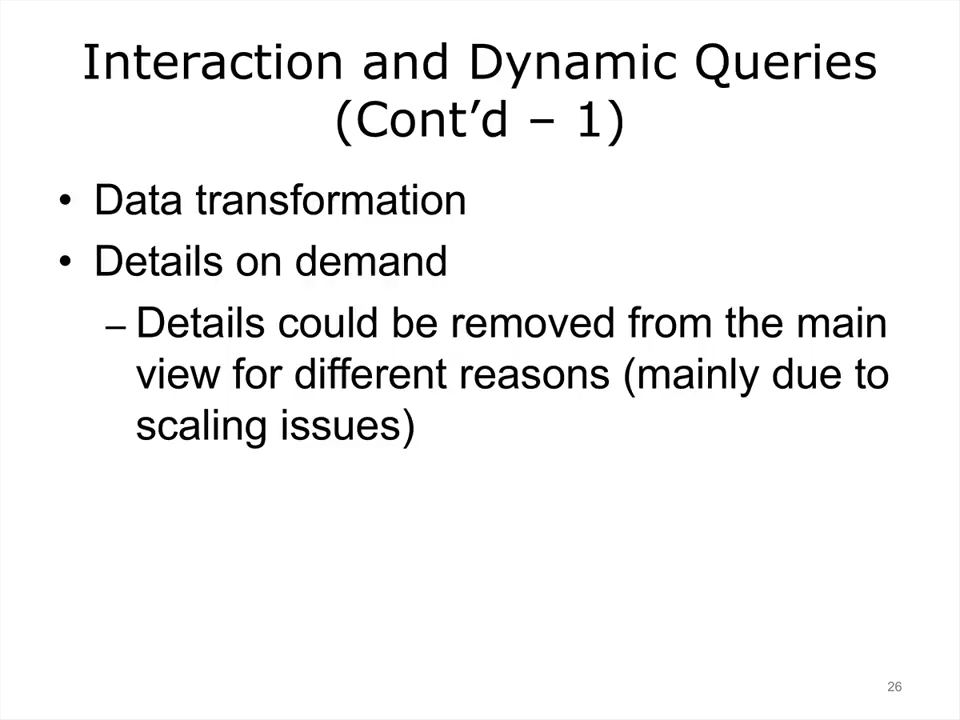 Interaction and Dynamic Queries
(Cont’d – 1)
• Data transformation
• Details on demand
– Details could be removed from the main
view for different reasons (mainly due to
scaling issues)
26